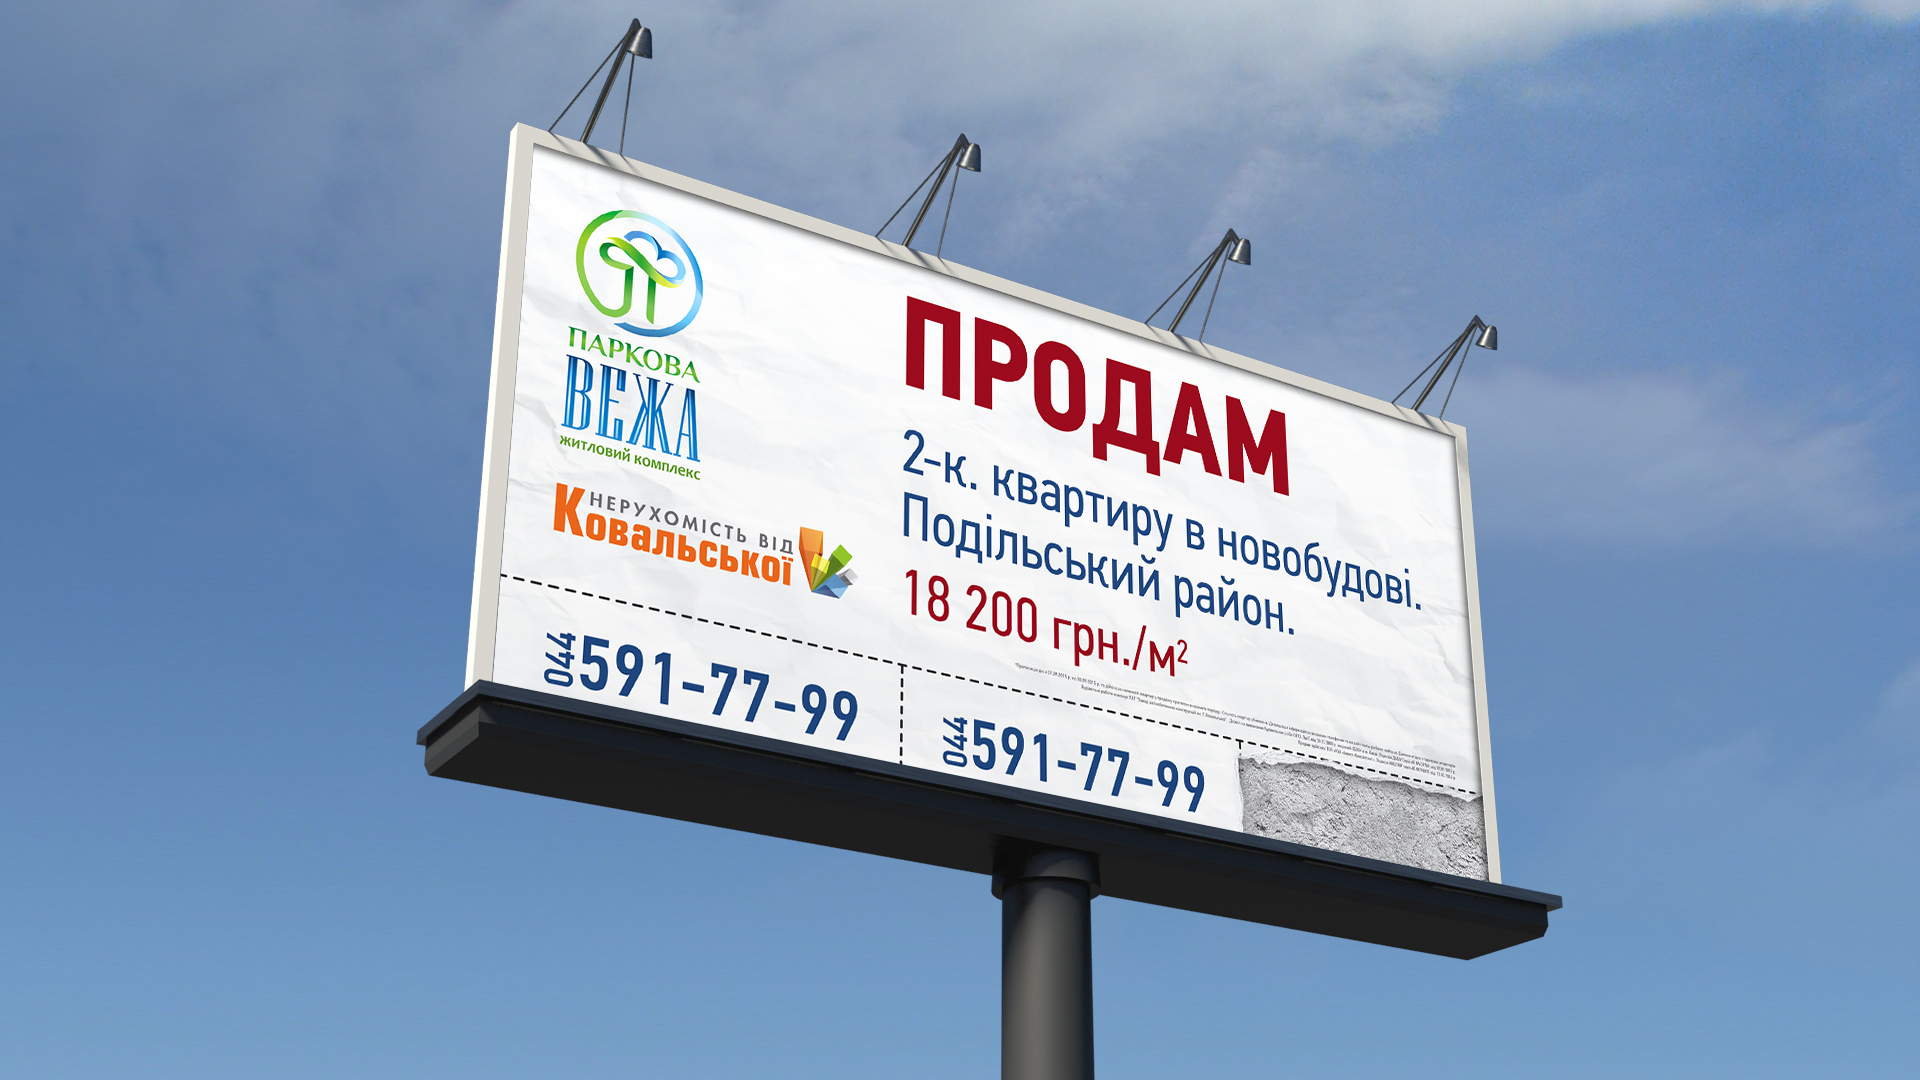 ПАРКОВА
ВЕЖА
ЖИТЛОВИЙ КОМПЛЕКС
НЕРУХОМІСТЬ ВІД
Ковальської
ПРОДАМ
2-к. квартиру в новобудові.
Подільський район.
18 200 грн./м²
044 591-77-99
044 591-77-99